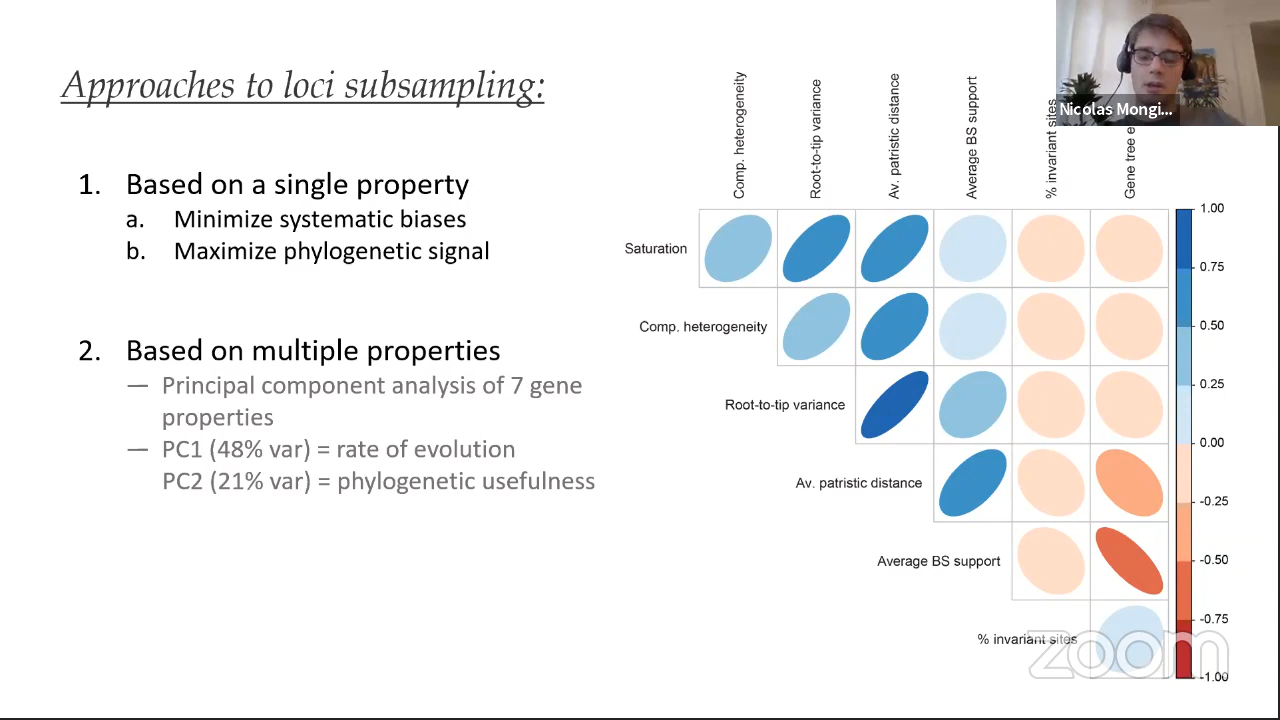 Approaches to loci subsampling:
1. Based on a single property
a. Minimize systematic biases
b. Maximize phylogenetic signal
2. Based on multiple properties
— Principal component analysis of 7 gene
properties
— PC1 (48% var) = rate of evolution
PC2 (21% var) = phylogenetic usefulness
Comp. heterogeneity
Root-to-tip variance
Av. patristic distance
Average BS support
% invariant sites
Gene tree
Nicolas Mongi...
Saturation
Comp. heterogeneity
Root-to-tip variance
Av. patristic distance
Average BS support
% invariant sites
1.00
0.75
0.50
0.25
0.00
-0.25
-0.50
-0.75
-1.00
zoom